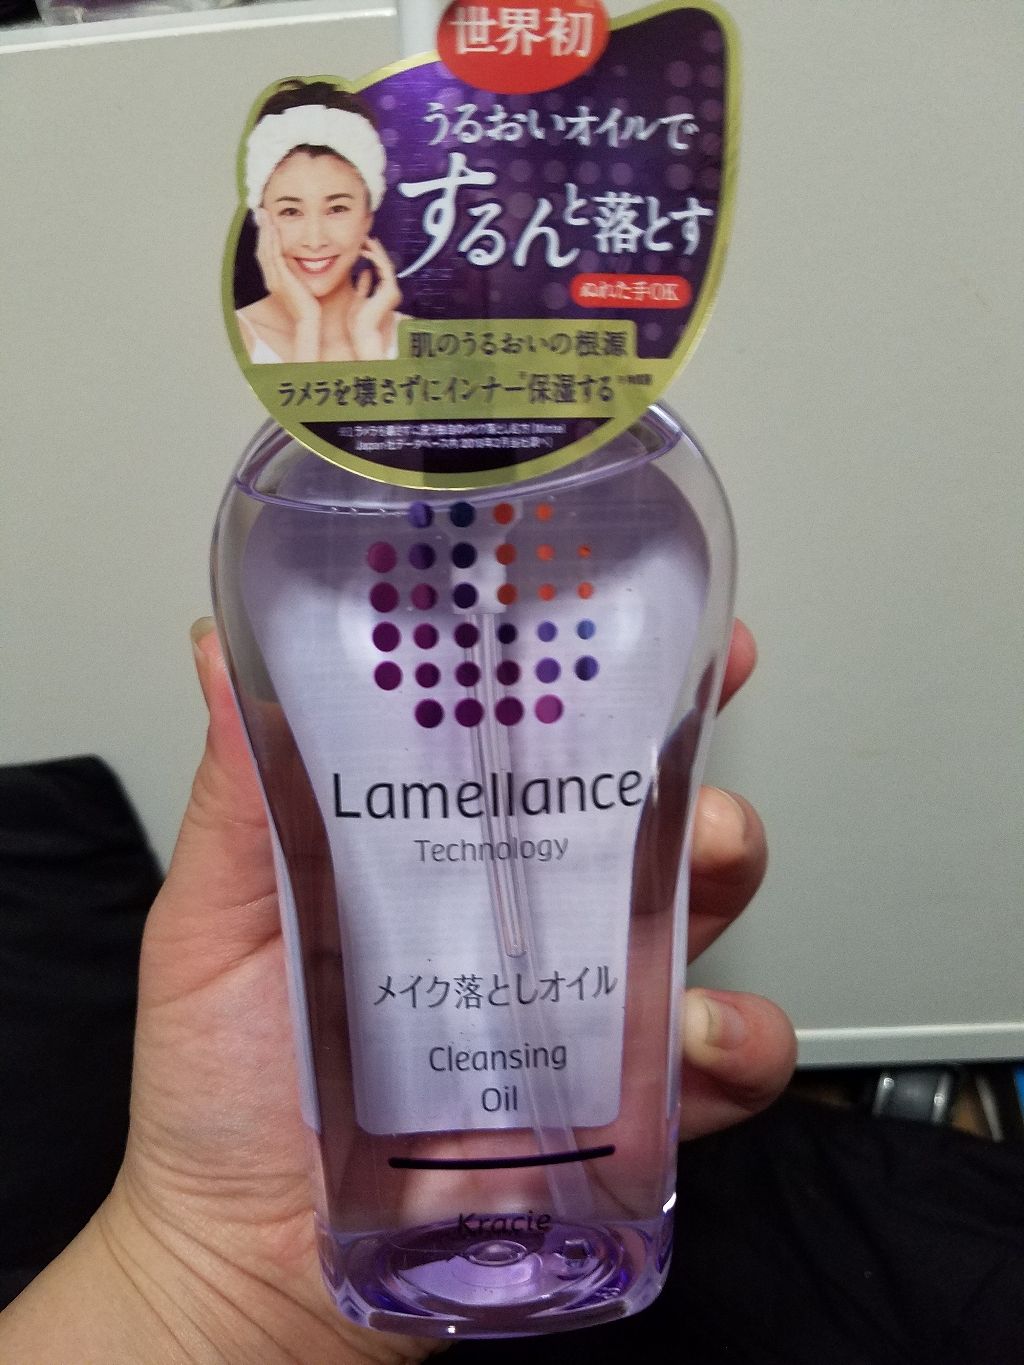 世界初
うるおいオイルで
するんと落とす
ぬれた手OK
肌のうるおいの根源
ラメラを壊さずにインナー保湿する
Lamellance
Technology
メイク落としオイル
Cleansing
Oil
Kracie